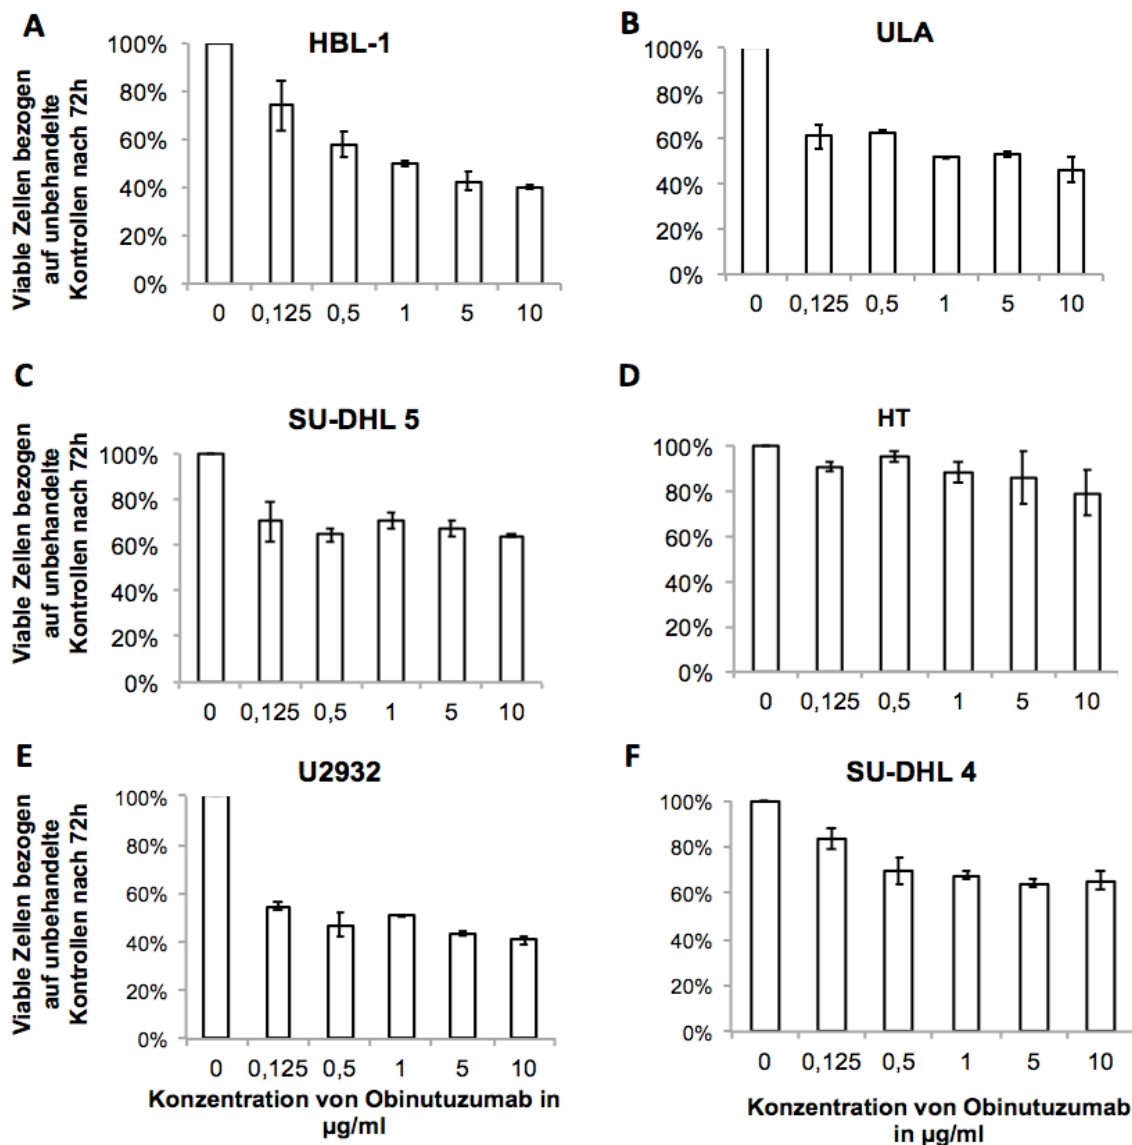 A
HBL-1
Viable Zellen bezogen
auf unbehandelte
Kontrollen nach 72h
100%
80%
60%
40%
20%
0%
0 0,125 0,5 1 5 10
B
ULA
100%
80%
60%
40%
20%
0%
0 0,125 0,5 1 5 10
C
SU-DHL 5
Viable Zellen bezogen
auf unbehandelte
Kontrollen nach 72h
100%
80%
60%
40%
20%
0%
0 0,125 0,5 1 5 10
D
HT
100%
80%
60%
40%
20%
0%
0 0,125 0,5 1 5 10
E
U2932
Viable Zellen bezogen
auf unbehandelte
Kontrollen nach 72h
100%
80%
60%
40%
20%
0%
0 0,125 0,5 1 5 10
Konzentration von Obinutuzumab in
µg/ml
F
SU-DHL 4
100%
80%
60%
40%
20%
0%
0 0,125 0,5 1 5 10
Konzentration von Obinutuzumab
in µg/ml